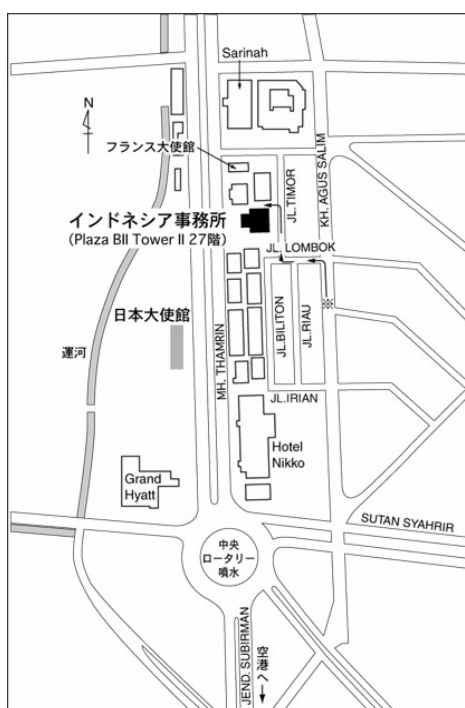 Sarinah
N
フランス大使館
JL.TIMOR
KH. AGUS SALIM
インドネシア事務所
(Plaza BII Tower II 27階)
JL. LOMBOK
日本大使館
運河
MH. THAMRIN
JL.BILITON
JL.RIAU
JL.IRIAN
Hotel
Nikko
Grand
Hyatt
SUTAN SYAHRIR
中央
ロータリー
噴水
JEND. SUBIRMAN
空港へ